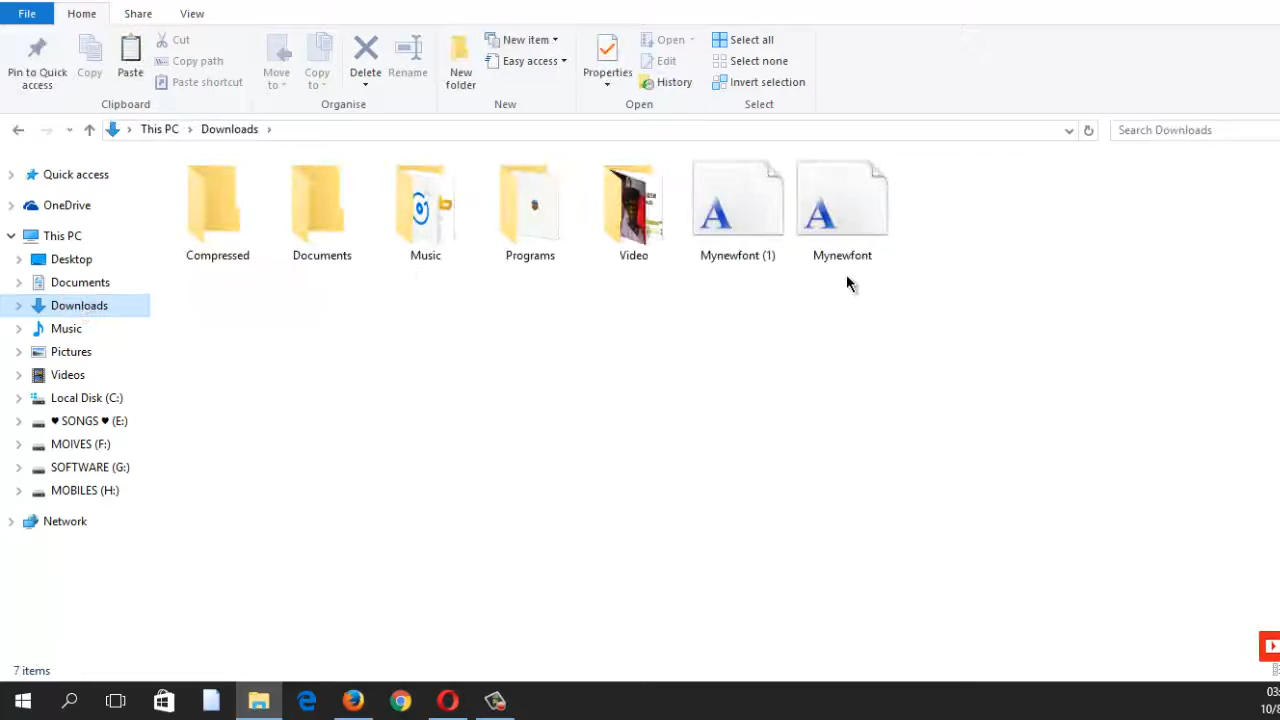 File Home Share View
Pin to Quick access
Copy
Paste
Cut
Copy path
Paste shortcut
Clipboard
Move to
Copy to
Delete
Rename
Organise
New folder
New item
Easy access
New
Properties
Open
Edit
History
Open
Select all
Select none
Invert selection
Select
This PC Downloads
Search Downloads
Quick access
OneDrive
This PC
Desktop
Documents
Downloads
Music
Pictures
Videos
Local Disk (C:)
♥ SONGS ♥ (E:)
MOIVES (F:)
SOFTWARE (G:)
MOBILES (H:)
Network
Compressed Documents Music Programs Video Mynewfont (1) Mynewfont
7 items
03:
10/8